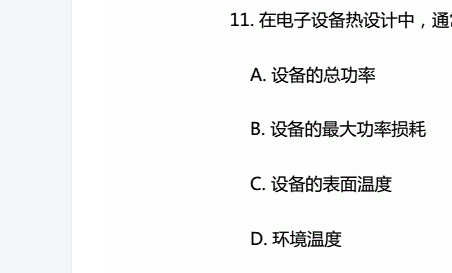 11. 在电子设备热设计中，通
A. 设备的总功率
B. 设备的最大功率损耗
C. 设备的表面温度
D. 环境温度